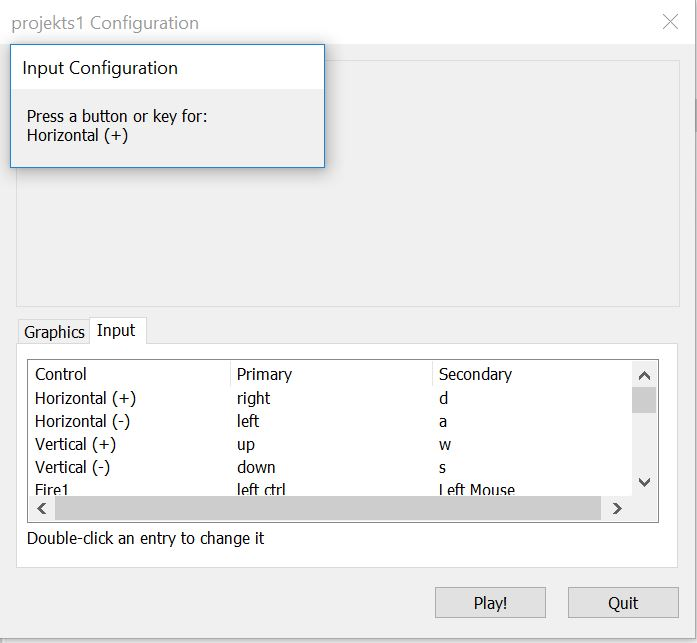 projekts1 Configuration
Input Configuration
Press a button or key for:
Horizontal (+)
Graphics Input
Control Primary Secondary
Horizontal (+) right d
Horizontal (-) left a
Vertical (+) up w
Vertical (-) down s
Fire1 left ctrl Left Mouse
Double-click an entry to change it
Play! Quit